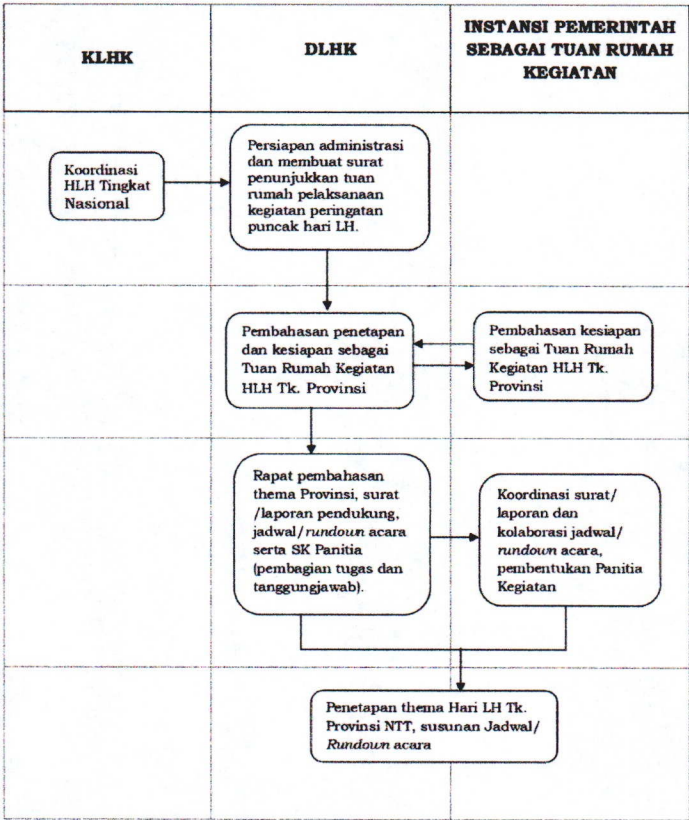 KLHK
DLHK
INSTANSI PEMERINTAH
SEBAGAI TUAN RUMAH
KEGIATAN
Koordinasi
HLH Tingkat
Nasional
Persiapan administrasi
dan membuat surat
penunjukkan tuan
rumah pelaksanaan
kegiatan peringatan
puncak hari LH.
Pembahasan penetapan
dan kesiapan sebagai
Tuan Rumah Kegiatan
HLH Tk. Provinsi
Pembahasan kesiapan
sebagai Tuan Rumah
Kegiatan HLH Tk.
Provinsi
Rapat pembahasan
thema Provinsi, surat
/laporan pendukung,
jadwal/rundown acara
serta SK Panitia
(pembagian tugas dan
tanggungjawab).
Koordinasi surat/
laporan dan
kolaborasi jadwal/
rundown acara,
pembentukan Panitia
Kegiatan
Penetapan thema Hari LH Tk.
Provinsi NTT, susunan Jadwal/
Rundown acara